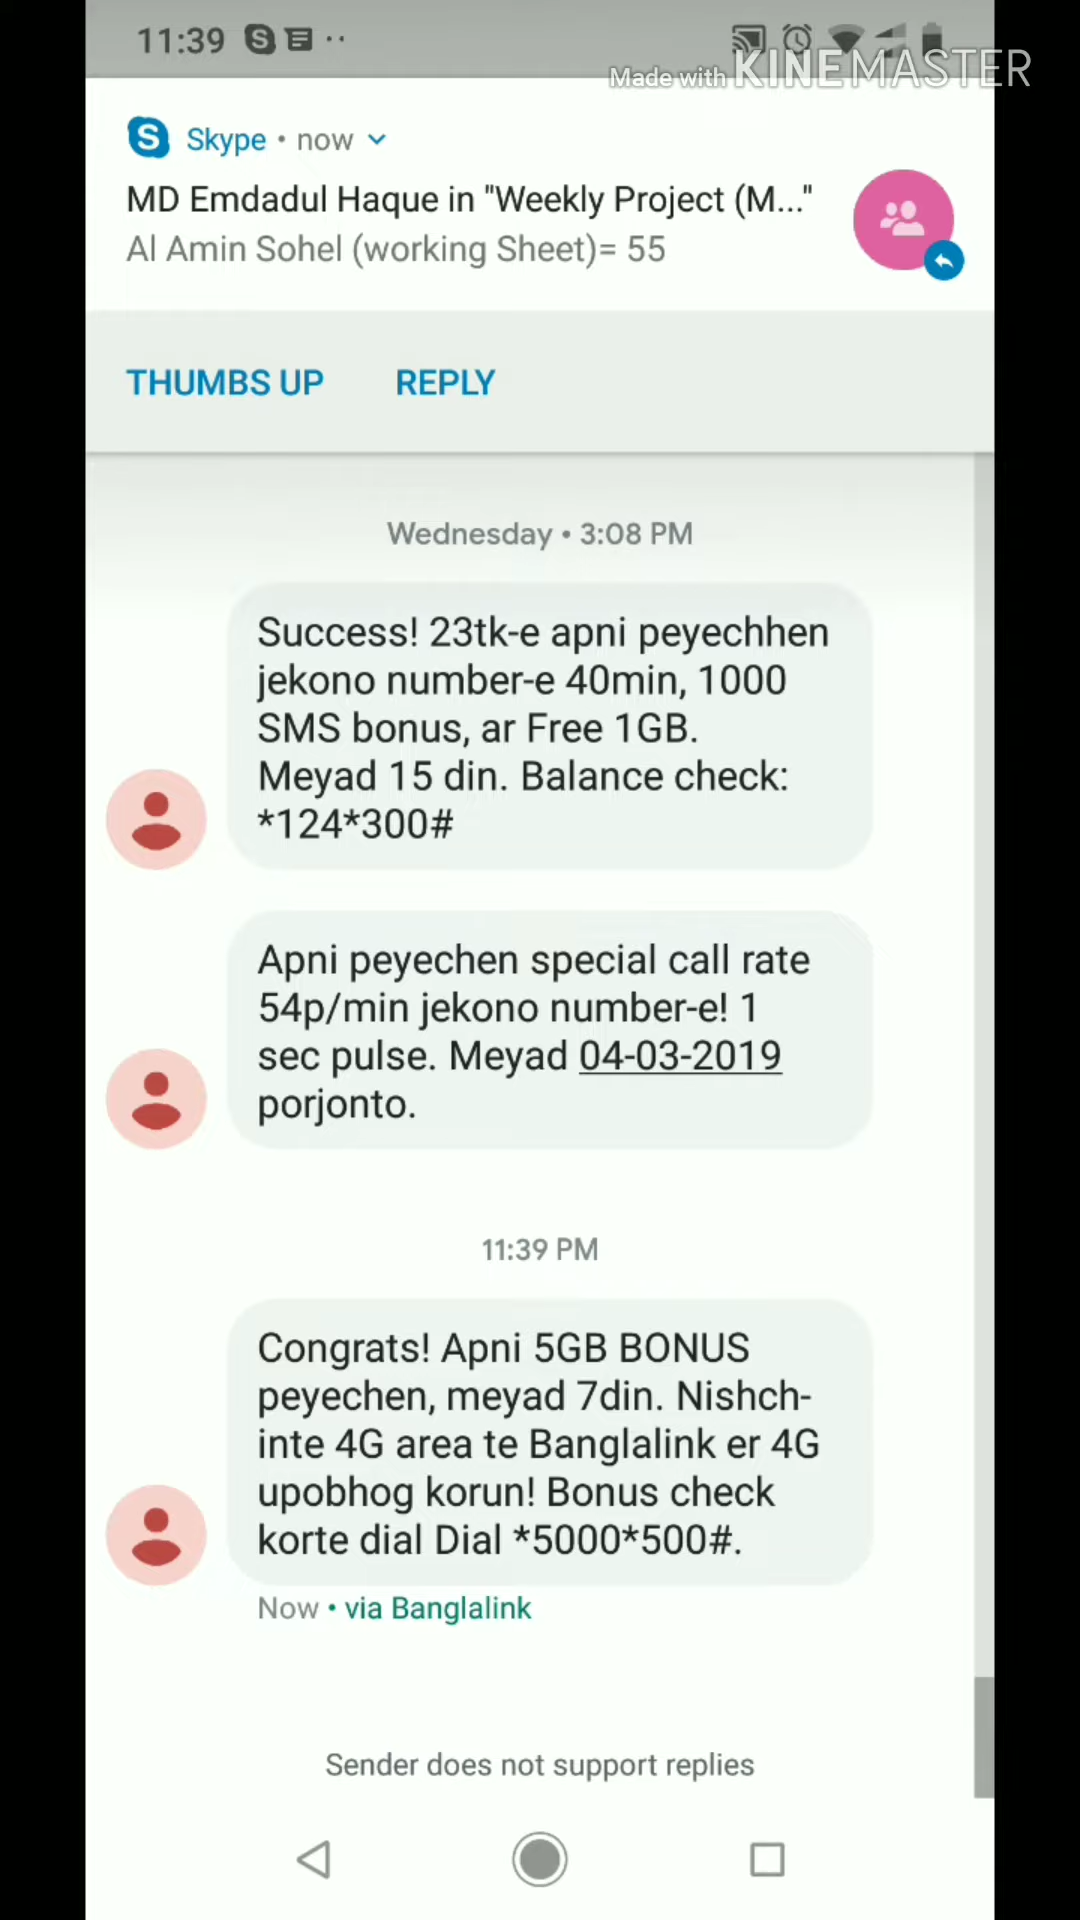 11:39
Made with KINEMASTER
Skype • now
MD Emdadul Haque in "Weekly Project (M..."
Al Amin Sohel (working Sheet)= 55
THUMBS UP REPLY
Wednesday • 3:08 PM
Success! 23tk-e apni peyechhen
jekono number-e 40min, 1000
SMS bonus, ar Free 1GB.
Meyad 15 din. Balance check:
*124*300#
Apni peyechen special call rate
54p/min jekono number-e! 1
sec pulse. Meyad 04-03-2019
porjonto.
11:39 PM
Congrats! Apni 5GB BONUS
peyechen, meyad 7din. Nishch-
inte 4G area te Banglalink er 4G
upobhog korun! Bonus check
korte dial Dial *5000*500#.
Now • via Banglalink
Sender does not support replies